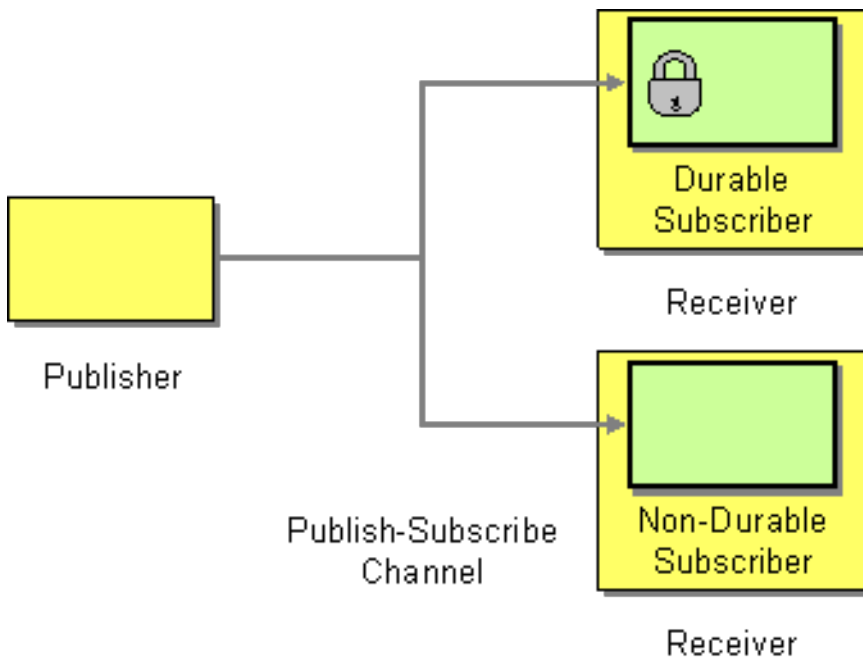 Durable
Subscriber
Receiver
Publisher
Publish-Subscribe
Channel
Non-Durable
Subscriber
Receiver